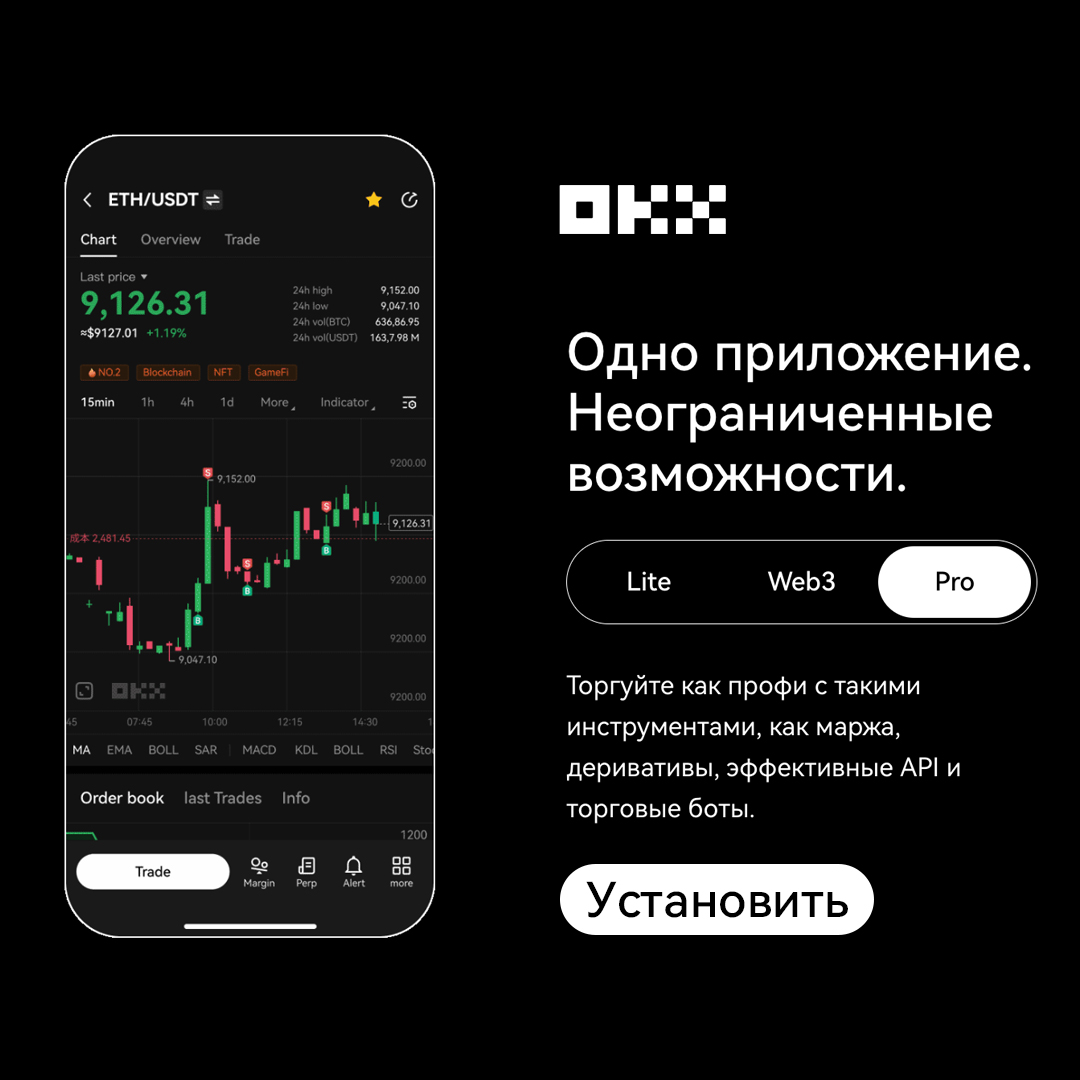 ETH/USDT
Chart Overview Trade
Last price
9,126.31
≈$9127.01 +1.19%
24h high 9,152.00
24h low 9,047.10
24h vol(BTC) 636,86.95
24h vol(USDT) 163,7.98 M
NO.2 Blockchain NFT GameFi
15min 1h 4h 1d More Indicator
9200.00
S
9,152.00
S
9,126.31
成本 2,481.45
B
S
9200.00
B
B
9200.00
9,047.10
OKX
9200.00
45 07:45 10:00 12:15 14:30 1
MA EMA BOLL SAR MACD KDL BOLL RSI Sto
Order book last Trades Info
1200
Trade
Margin Perp Alert more
OKX
Одно приложение.
Неограниченные
возможности.
Lite Web3 Pro
Торгуйте как профи с такими
инструментами, как маржа,
деривативы, эффективные API и
торговые боты.
Установить